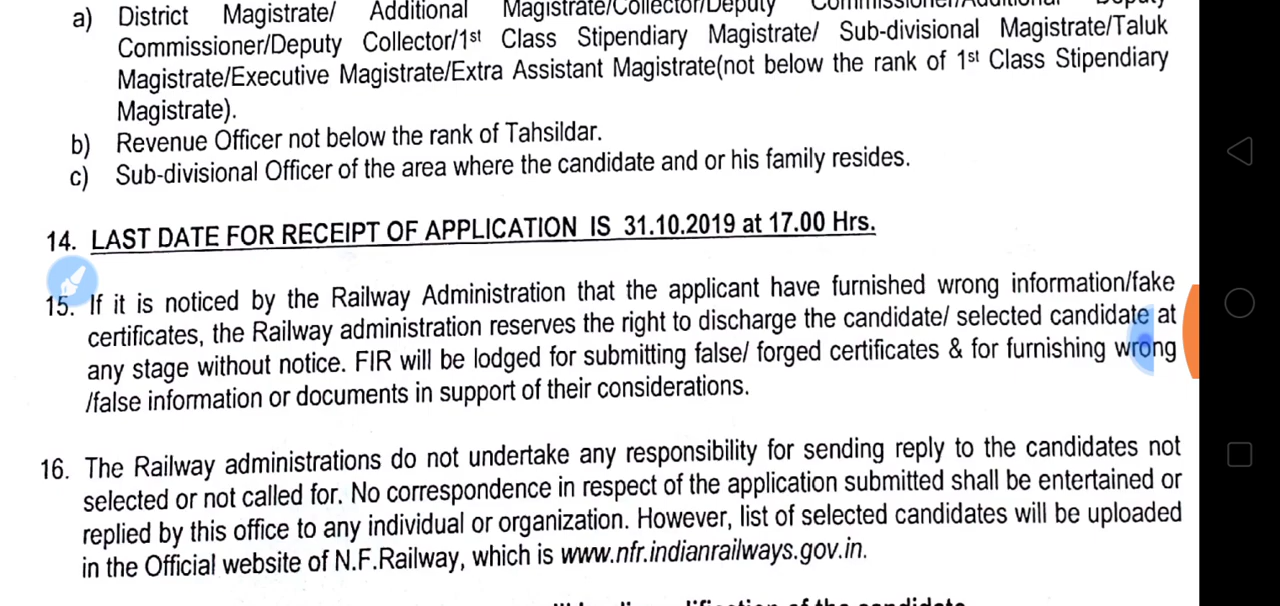 a) District Magistrate/ Additional Magistrate/Collector/Deputy Commissioner/Additional Deputy
Commissioner/Deputy Collector/1st Class Stipendiary Magistrate/ Sub-divisional Magistrate/Taluk
Magistrate/Executive Magistrate/Extra Assistant Magistrate(not below the rank of 1st Class Stipendiary
Magistrate).
b) Revenue Officer not below the rank of Tahsildar.
c) Sub-divisional Officer of the area where the candidate and or his family resides.
14. LAST DATE FOR RECEIPT OF APPLICATION IS 31.10.2019 at 17.00 Hrs.
15. If it is noticed by the Railway Administration that the applicant have furnished wrong information/fake
certificates, the Railway administration reserves the right to discharge the candidate/ selected candidate at
any stage without notice. FIR will be lodged for submitting false/ forged certificates & for furnishing wrong
/false information or documents in support of their considerations.
16. The Railway administrations do not undertake any responsibility for sending reply to the candidates not
selected or not called for. No correspondence in respect of the application submitted shall be entertained or
replied by this office to any individual or organization. However, list of selected candidates will be uploaded
in the Official website of N.F.Railway, which is www.nfr.indianrailways.gov.in.
of the candidate